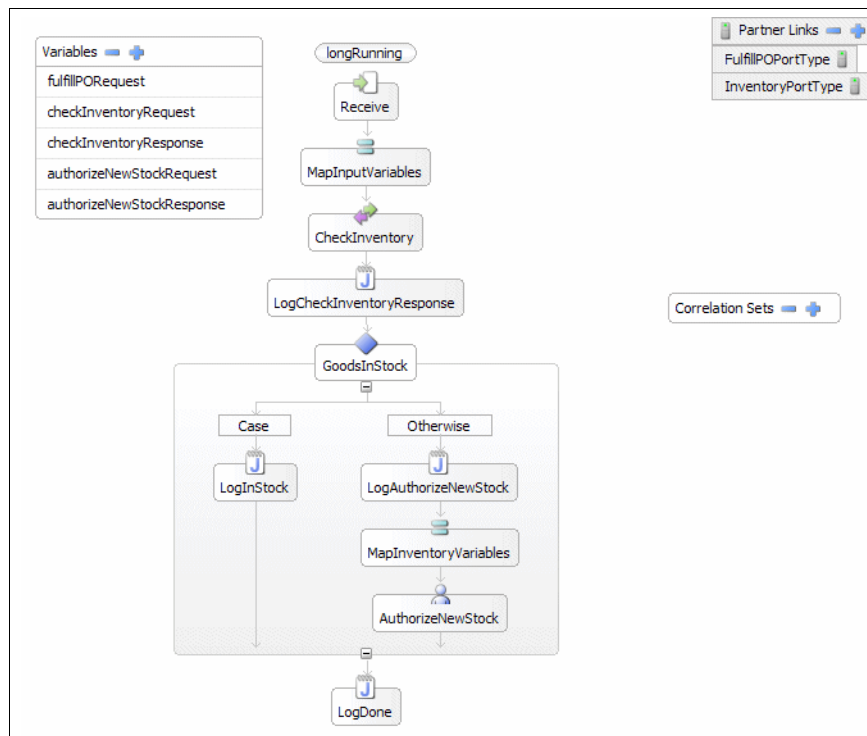 Variables
fulfillPORequest
checkInventoryRequest
checkInventoryResponse
authorizeNewStockRequest
authorizeNewStockResponse
longRunning
Receive
MapInputVariables
CheckInventory
J
LogCheckInventoryResponse
GoodsInStock
Case
Otherwise
J
LogInStock
J
LogAuthorizeNewStock
MapInventoryVariables
AuthorizeNewStock
J
LogDone
Partner Links
FulfillPOPortType
InventoryPortType
Correlation Sets